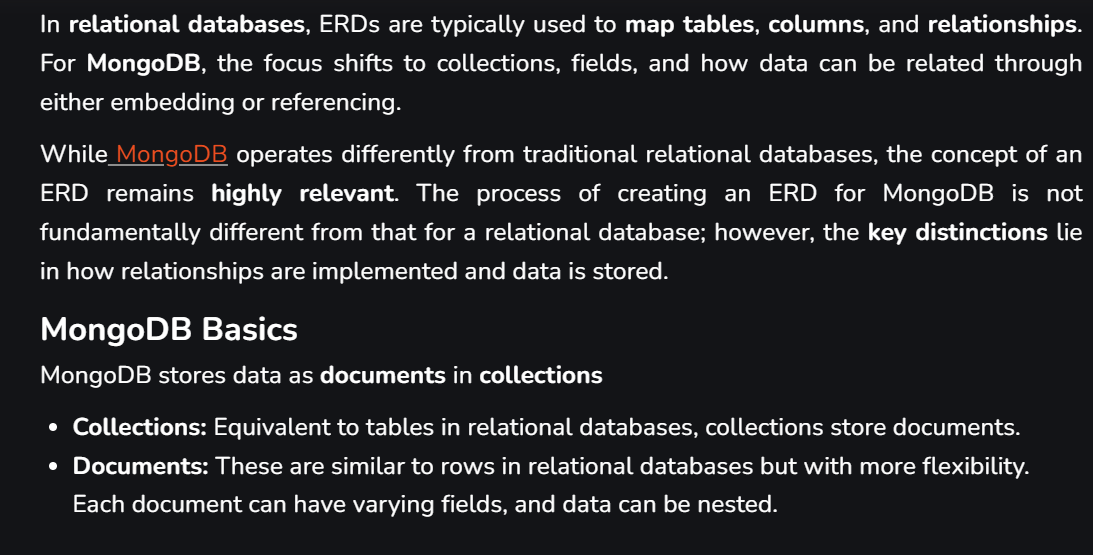 In relational databases, ERDs are typically used to map tables, columns, and relationships.
For MongoDB, the focus shifts to collections, fields, and how data can be related through
either embedding or referencing.
While MongoDB operates differently from traditional relational databases, the concept of an
ERD remains highly relevant. The process of creating an ERD for MongoDB is not
fundamentally different from that for a relational database; however, the key distinctions lie
in how relationships are implemented and data is stored.
MongoDB Basics
MongoDB stores data as documents in collections
• Collections: Equivalent to tables in relational databases, collections store documents.
• Documents: These are similar to rows in relational databases but with more flexibility.
Each document can have varying fields, and data can be nested.